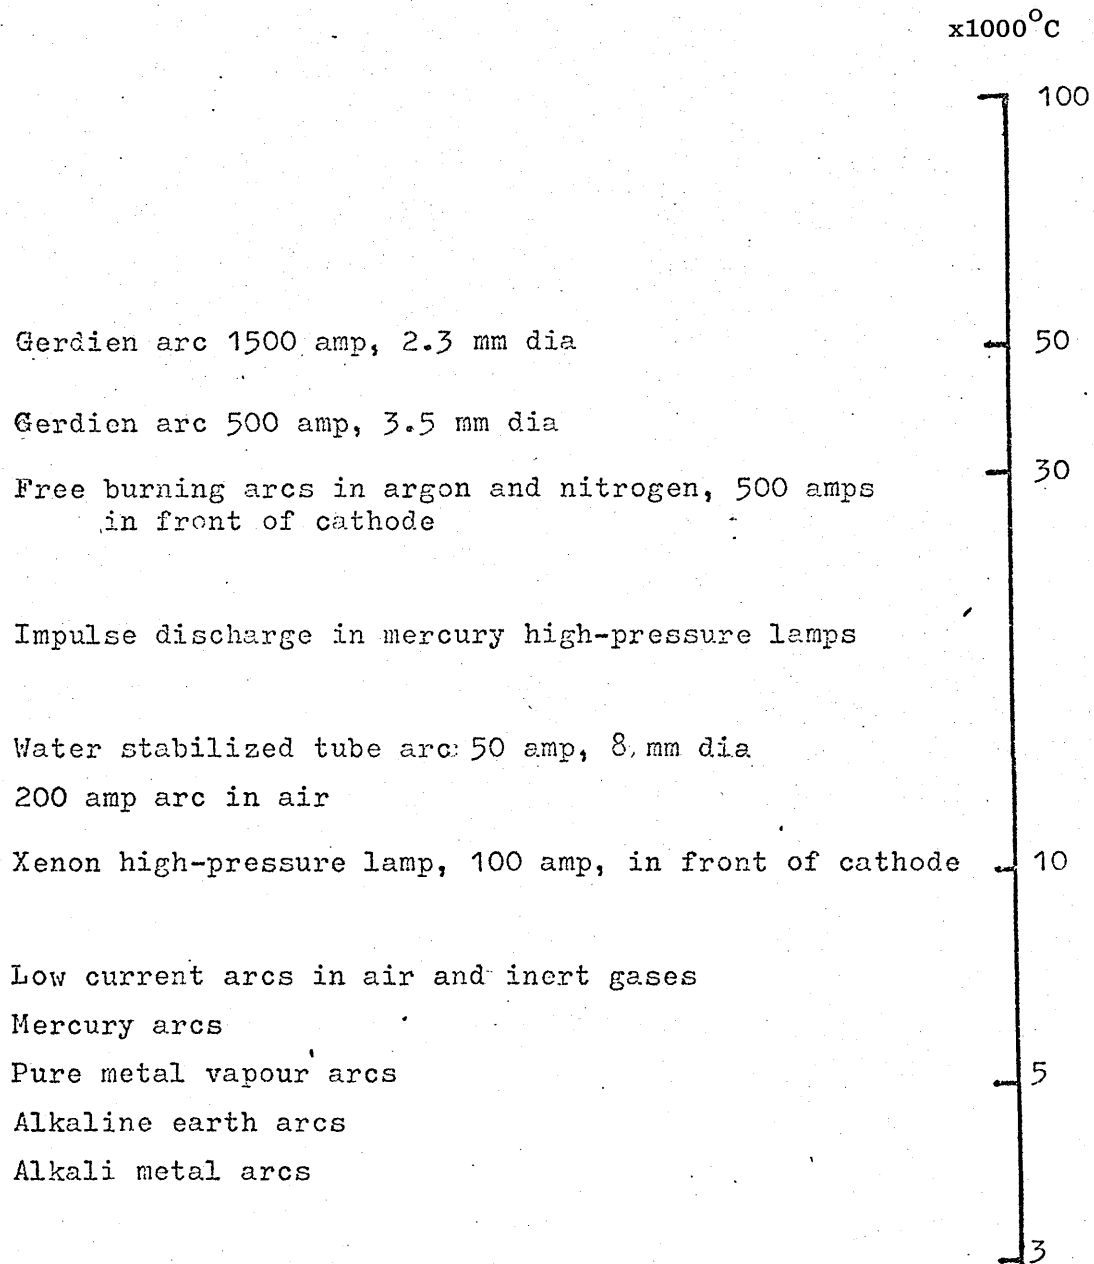 x1000°C
100
Gerdien arc 1500 amp, 2.3 mm dia
50
Gerdien arc 500 amp, 3.5 mm dia
30
Free burning arcs in argon and nitrogen, 500 amps
in front of cathode
Impulse discharge in mercury high-pressure lamps
Water stabilized tube arc: 50 amp, 8, mm dia
200 amp arc in air
Xenon high-pressure lamp, 100 amp, in front of cathode
10
Low current arcs in air and inert gases
Mercury arcs
Pure metal vapour arcs
5
Alkaline earth arcs
Alkali metal arcs
3